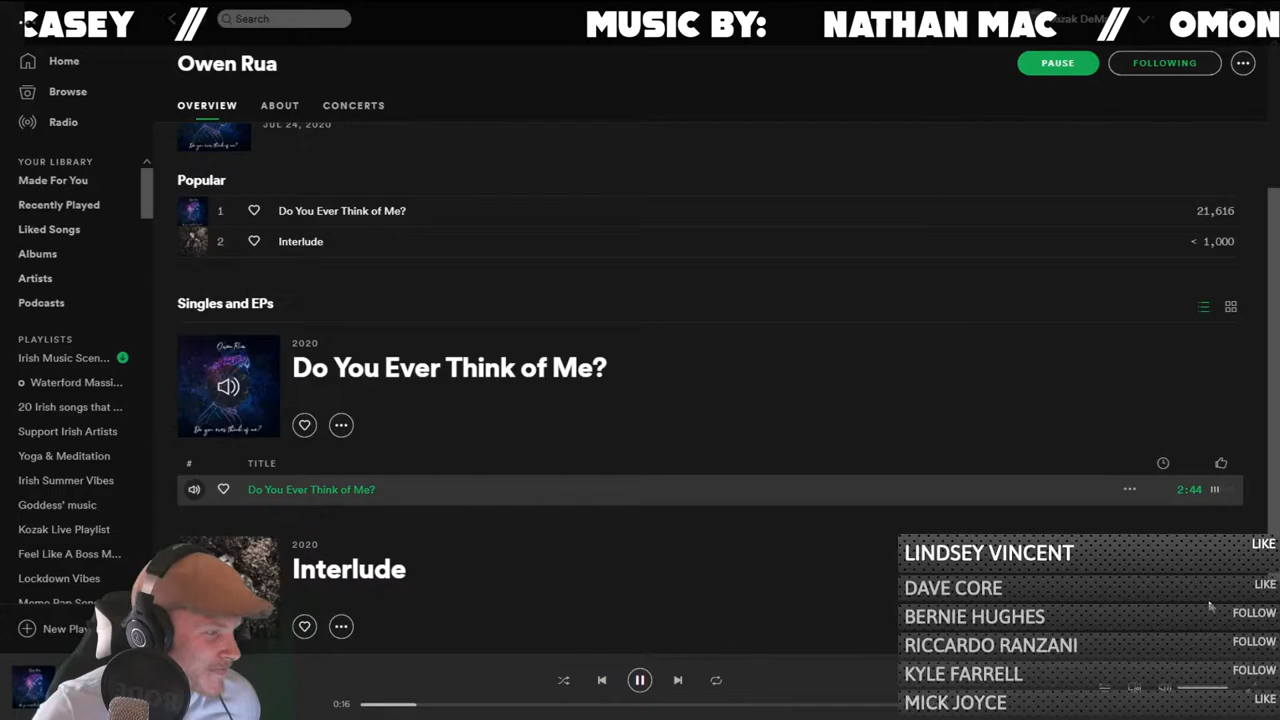 CASEY // MUSIC BY: NATHAN MAC // OMON
Search
Home
Browse
Radio
YOUR LIBRARY
Made For You
Recently Played
Liked Songs
Albums
Artists
Podcasts
PLAYLISTS
Irish Music Scen...
Waterford Massi...
20 Irish songs that ...
Support Irish Artists
Yoga & Meditation
Irish Summer Vibes
Goddess' music
Kozak Live Playlist
Feel Like A Boss M...
Lockdown Vibes
New Play
Owen Rua
PAUSE
FOLLOWING
OVERVIEW ABOUT CONCERTS
JUL 24, 2020
Popular
1 Do You Ever Think of Me? 21,616
2 Interlude < 1,000
Singles and EPs
2020
Do You Ever Think of Me?
# TITLE
Do You Ever Think of Me? 2:44
2020
Interlude
LINDSEY VINCENT LIKE
DAVE CORE LIKE
BERNIE HUGHES FOLLOW
RICCARDO RANZANI FOLLOW
KYLE FARRELL FOLLOW
MICK JOYCE LIKE
0:16